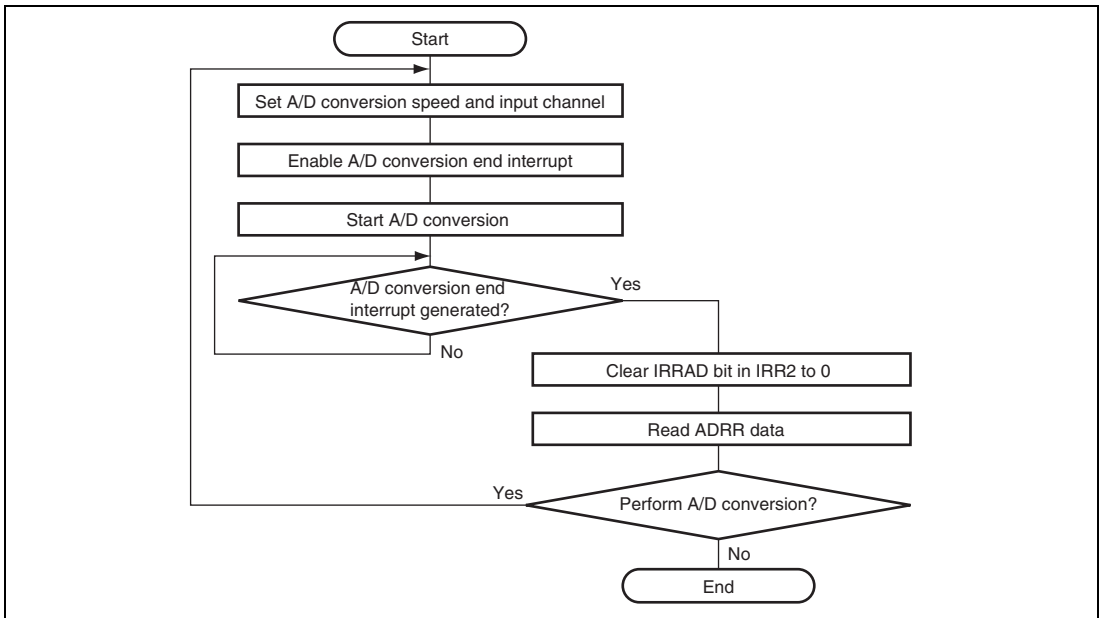 Start
Set A/D conversion speed and input channel
Enable A/D conversion end interrupt
Start A/D conversion
A/D conversion end
interrupt generated?
Yes
No
Clear IRRAD bit in IRR2 to 0
Read ADRR data
Yes
Perform A/D conversion?
No
End